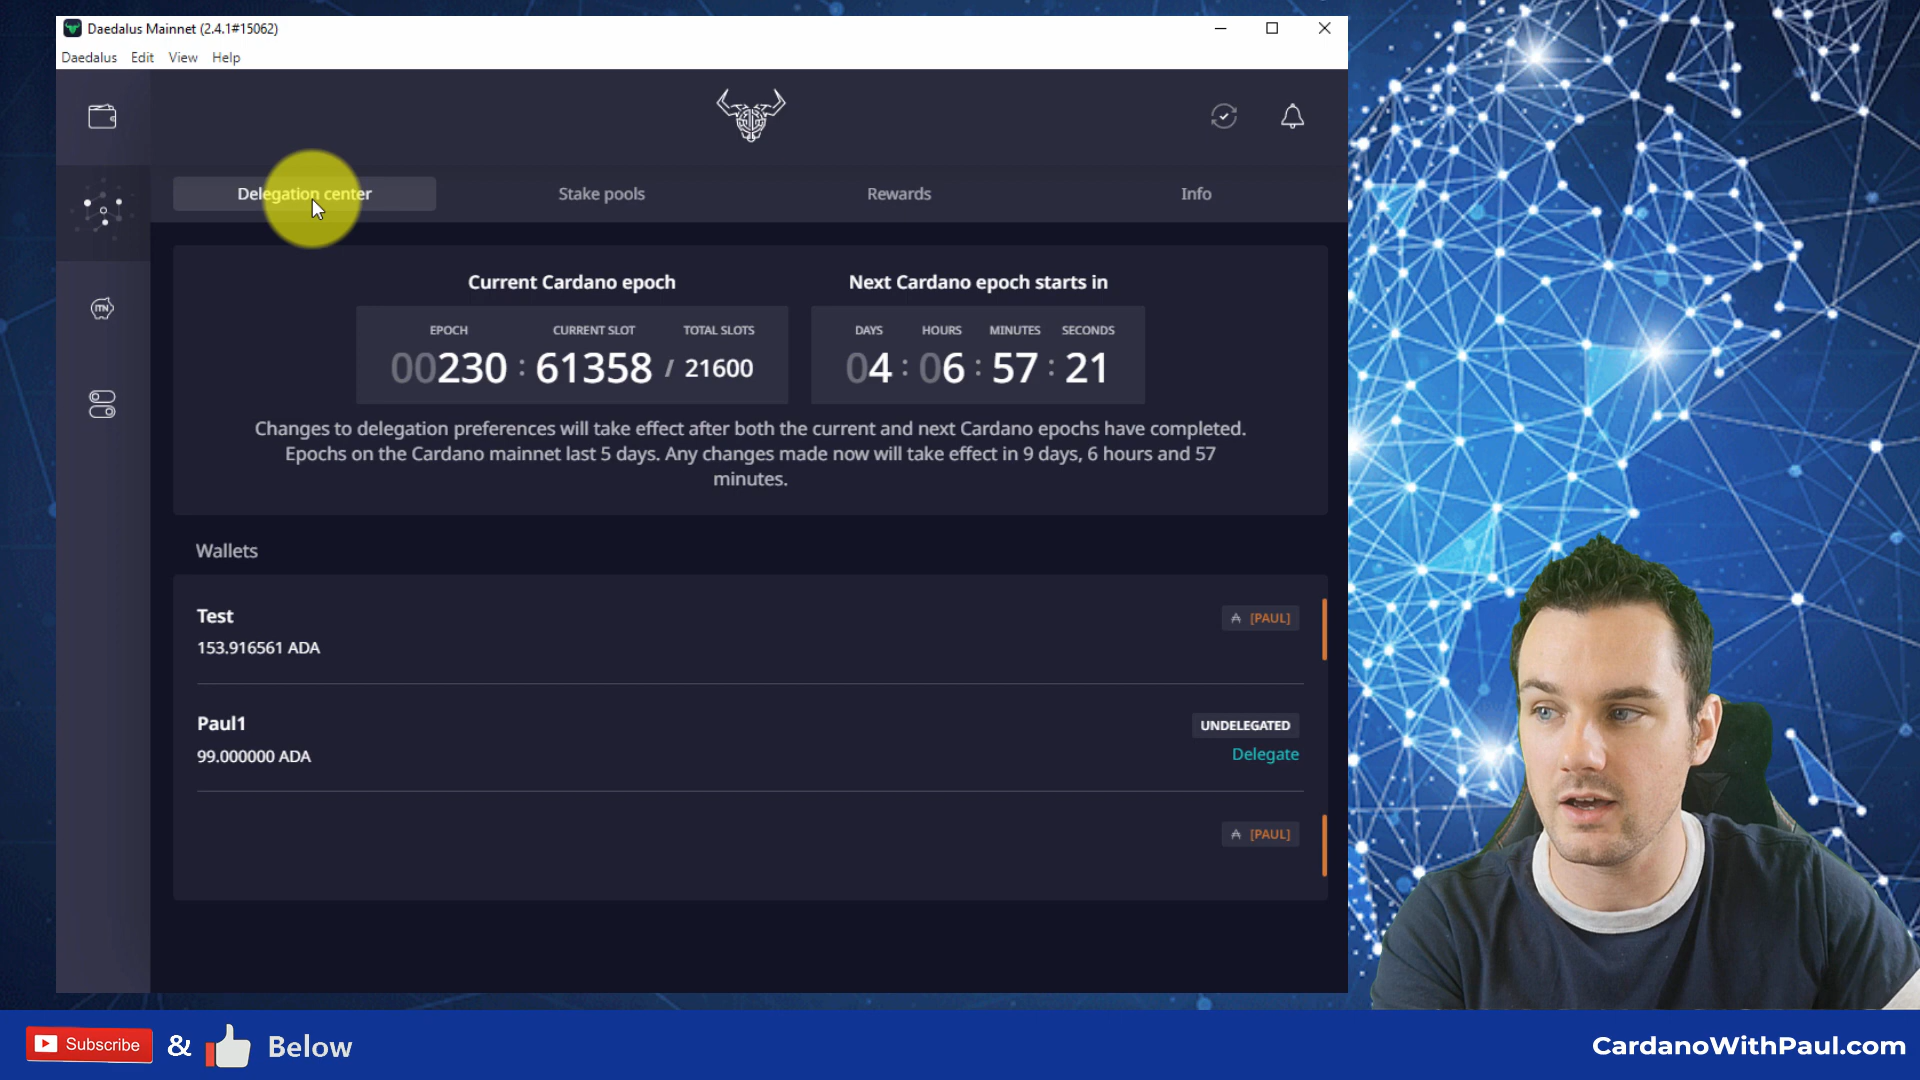 Daedalus Mainnet (2.4.1#15062)
Daedalus Edit View Help
Delegation center Stake pools Rewards Info
Current Cardano epoch Next Cardano epoch starts in
EPOCH CURRENT SLOT TOTAL SLOTS DAYS HOURS MINUTES SECONDS
00230 : 61358 / 21600 04 : 06 : 57 : 21
Changes to delegation preferences will take effect after both the current and next Cardano epochs have completed.
Epochs on the Cardano mainnet last 5 days. Any changes made now will take effect in 9 days, 6 hours and 57
minutes.
Wallets
Test [PAUL]
153.916561 ADA
Paul1 UNDELEGATED
99.000000 ADA Delegate
[PAUL]
ITN
Subscribe & Below
CardanoWithPaul.com